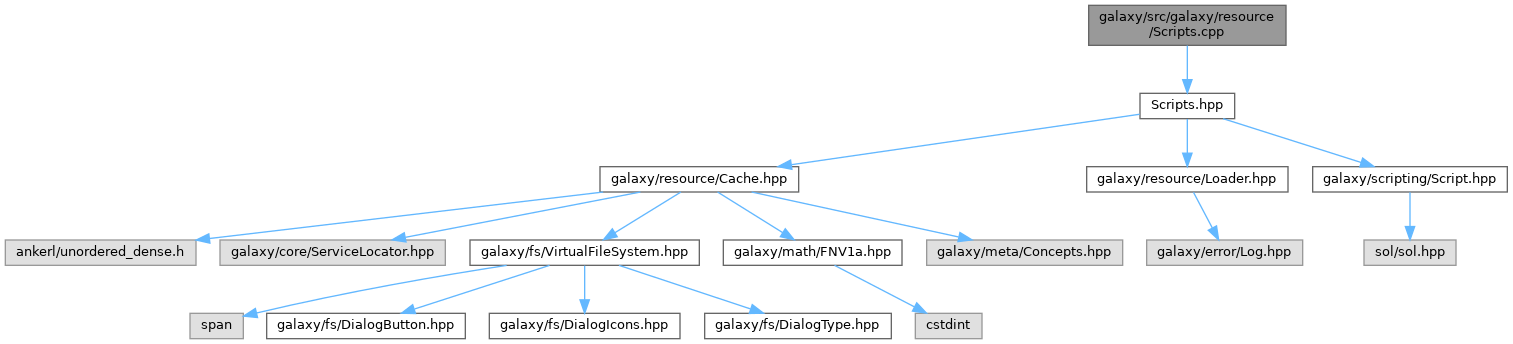 galaxy/src/galaxy/resource
/Scripts.cpp
Scripts.hpp
galaxy/resource/Cache.hpp
galaxy/resource/Loader.hpp
galaxy/scripting/Script.hpp
ankerl/unordered_dense.h
galaxy/core/ServiceLocator.hpp
galaxy/fs/VirtualFileSystem.hpp
galaxy/math/FNV1a.hpp
galaxy/meta/Concepts.hpp
galaxy/error/Log.hpp
sol/sol.hpp
span
galaxy/fs/DialogButton.hpp
galaxy/fs/DialogIcons.hpp
galaxy/fs/DialogType.hpp
cstdint